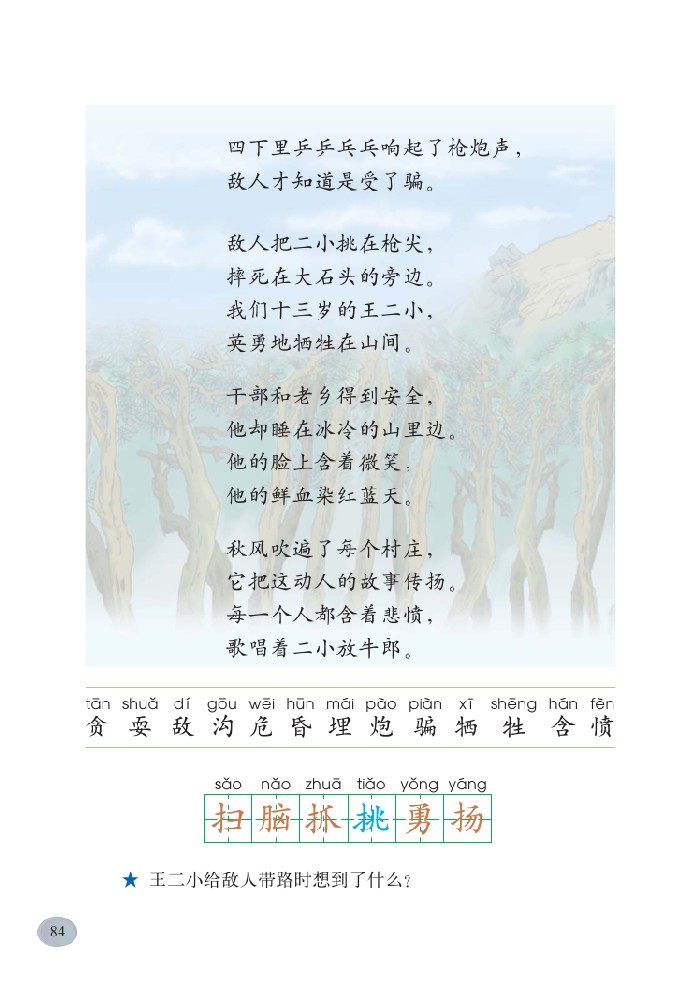 四下里乒乒乓乓响起了枪炮声，
敌人才知道是受了骗。
敌人把二小挑在枪尖，
摔死在大石头的旁边。
我们十三岁的王二小，
英勇地牺牲在山间。
干部和老乡得到安全，
他却睡在冰冷的山里边。
他的脸上含着微笑，
他的鲜血染红蓝天。
秋风吹遍了每个村庄，
它把这动人的故事传扬。
每一个人都含着悲愤，
歌唱着二小放牛郎。
tān shuǎ dí gōu wēi hūn mái pào piàn xī shēng hán fèn
贪 耍 敌 沟 危 昏 埋 炮 骗 牺 牲 含 愤
sǎo nǎo zhuā tiǎo yǒng yáng
扫 脑 抓 挑 勇 扬
★ 王二小给敌人带路时想到了什么？
84